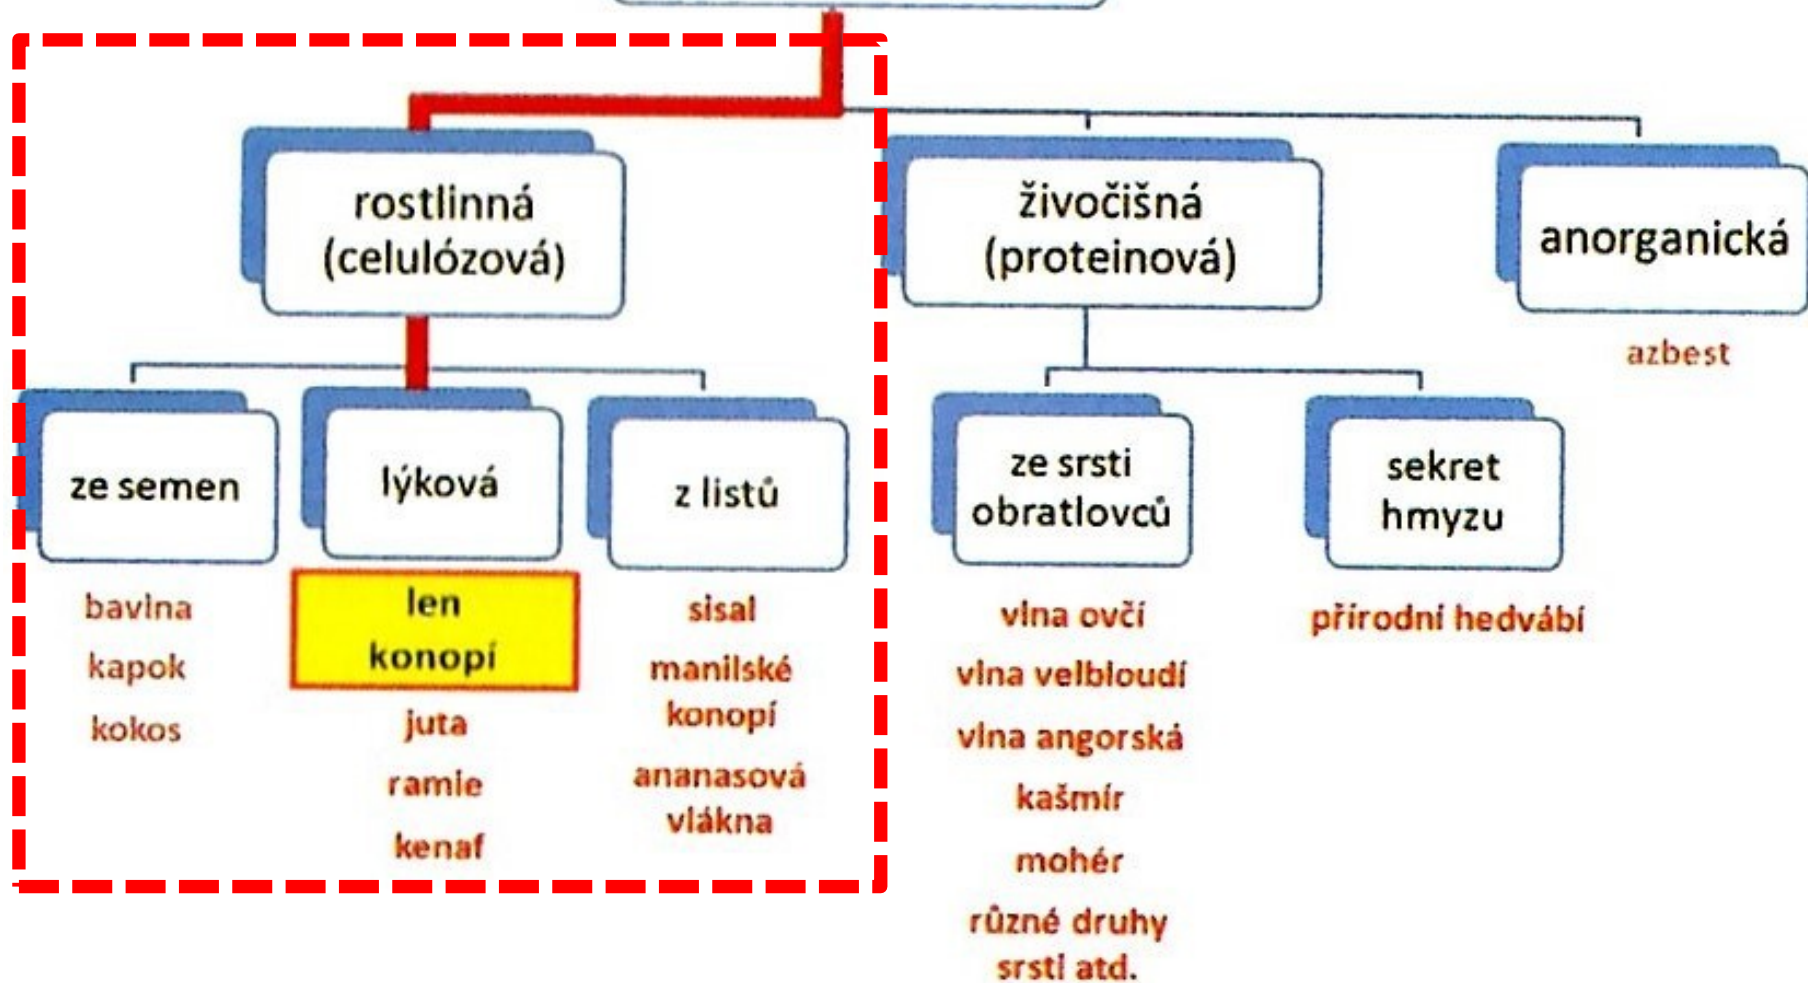 rostlinná
(celulózová)
živočišná
(proteinová)
anorganická
azbest
ze semen
lýková
z listů
ze srsti
obratlovců
sekret
hmyzu
bavlna
kapok
kokos
len
konopí
juta
ramie
kenaf
sisal
manilské
konopí
ananasová
vlákna
vlna ovčí
vlna velbloudí
vlna angorská
kašmír
mohér
různé druhy
srsti atd.
přírodní hedvábí